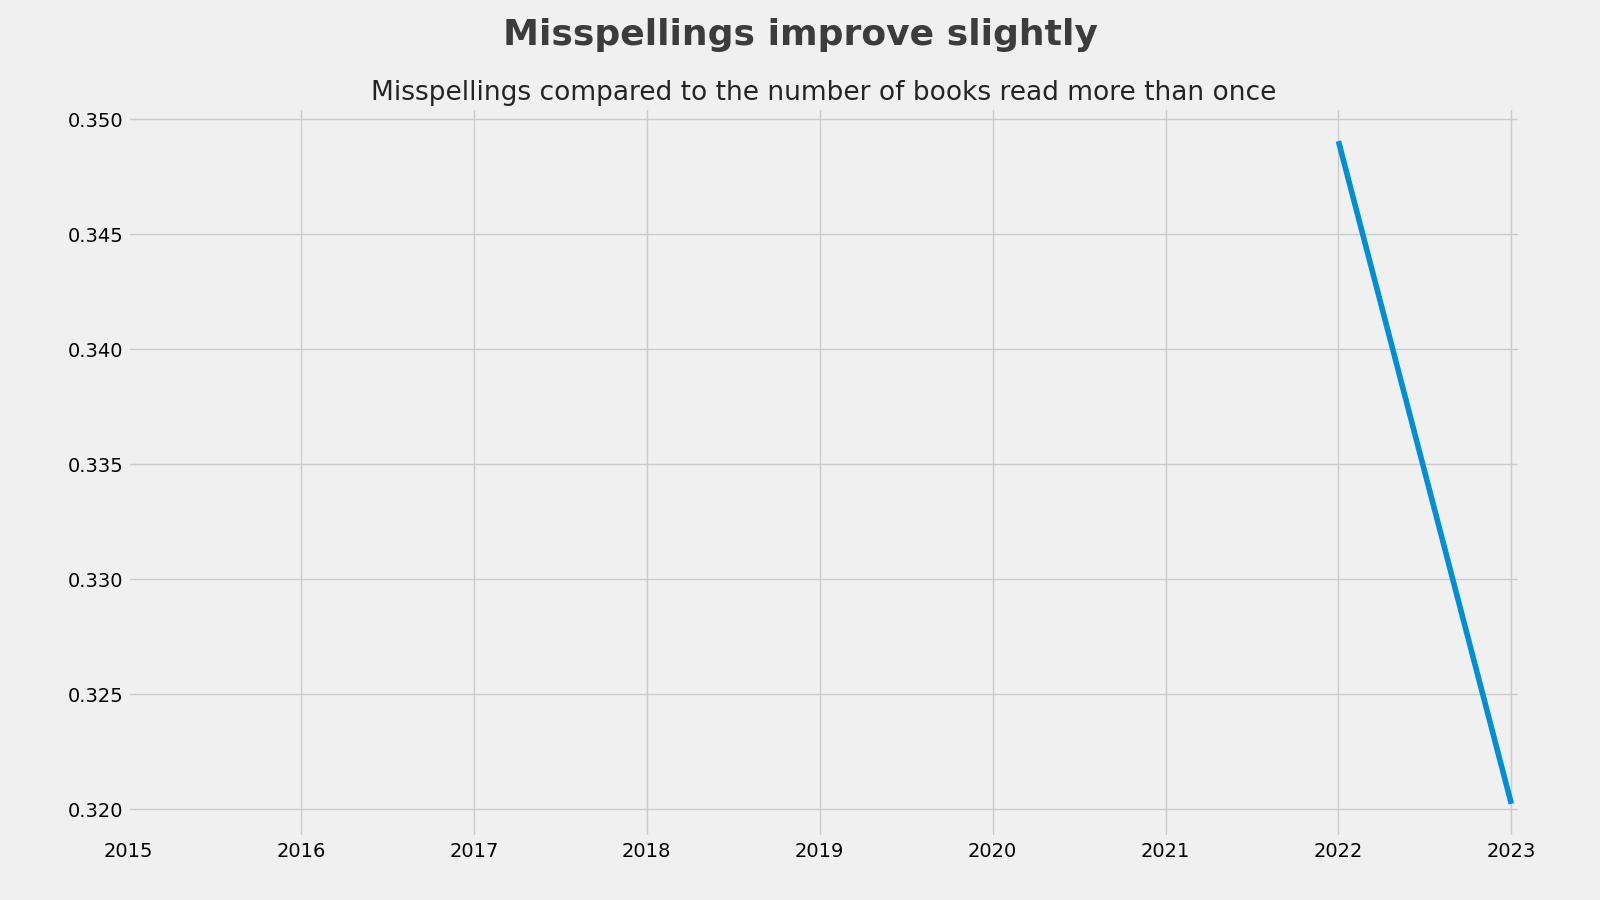 Misspellings improve slightly
Misspellings compared to the number of books read more than once
0.350
0.345
0.340
0.335
0.330
0.325
0.320
2015 2016 2017 2018 2019 2020 2021 2022 2023